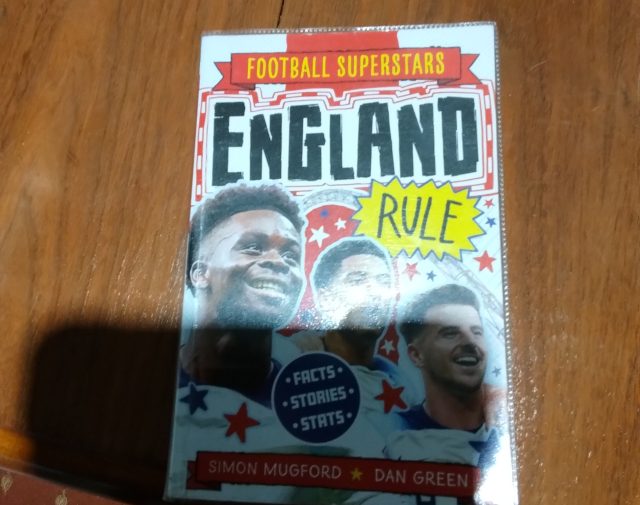 FOOTBALL SUPERSTARS
ENGLAND
RULE
• FACTS •
• STORIES •
• STATS •
SIMON MUGFORD ★ DAN GREEN